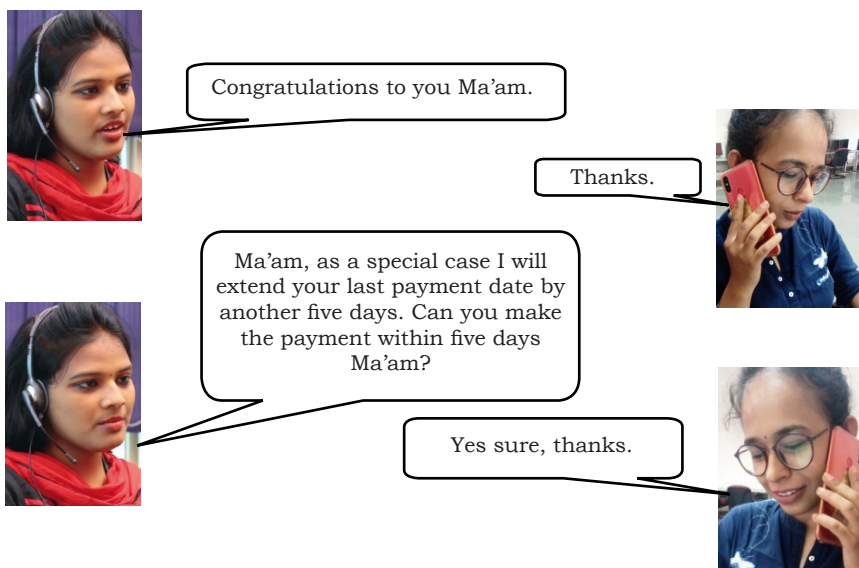 Congratulations to you Ma’am.
Thanks.
Ma’am, as a special case I will
extend your last payment date by
another five days. Can you make
the payment within five days
Ma’am?
Yes sure, thanks.